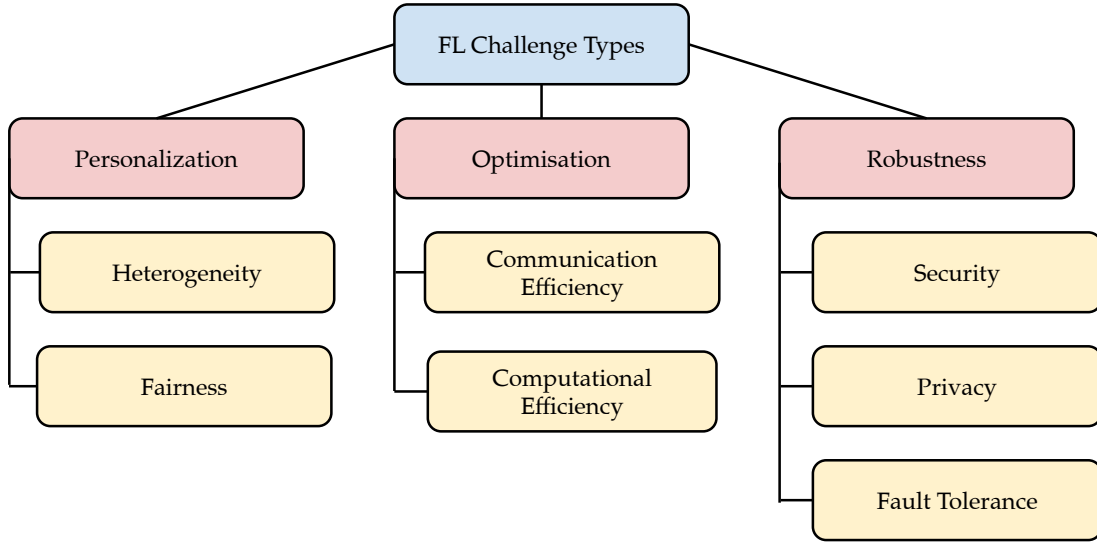 FL Challenge Types
Personalization
Optimisation
Robustness
Heterogeneity
Communication
Efficiency
Security
Fairness
Computational
Efficiency
Privacy
Fault Tolerance